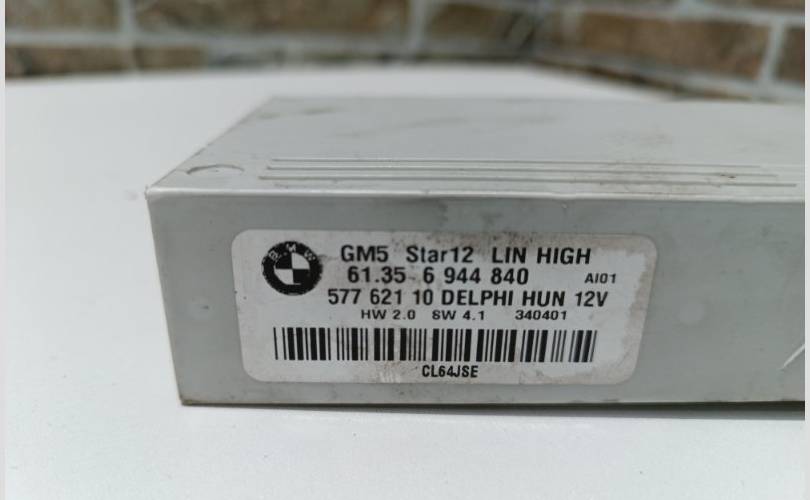 BMW
GM5 Star12 LIN HIGH
61.35 6 944 840 AI01
577 621 10 DELPHI HUN 12V
HW 2.0 SW 4.1 340401
CL64JSE